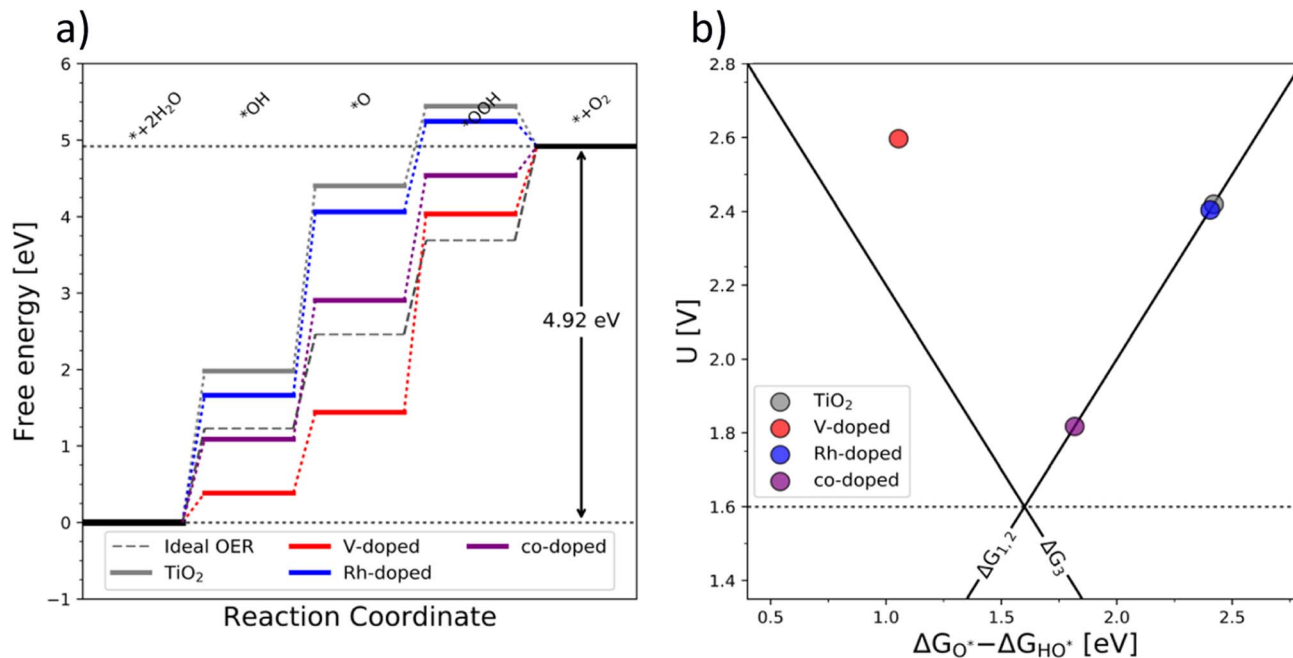 a)
*+2H₂O
*OH
*O
*OOH
*+O₂
6
5
4
3
2
1
0
−1
Free energy [eV]
4.92 eV
Ideal OER
TiO₂
V-doped
Rh-doped
co-doped
Reaction Coordinate
b)
2.8
2.6
2.4
2.2
2.0
1.8
1.6
1.4
U [V]
TiO₂
V-doped
Rh-doped
co-doped
ΔG₁,₂
ΔG₃
0.5
1.0
1.5
2.0
2.5
ΔG_O*−ΔG_HO* [eV]